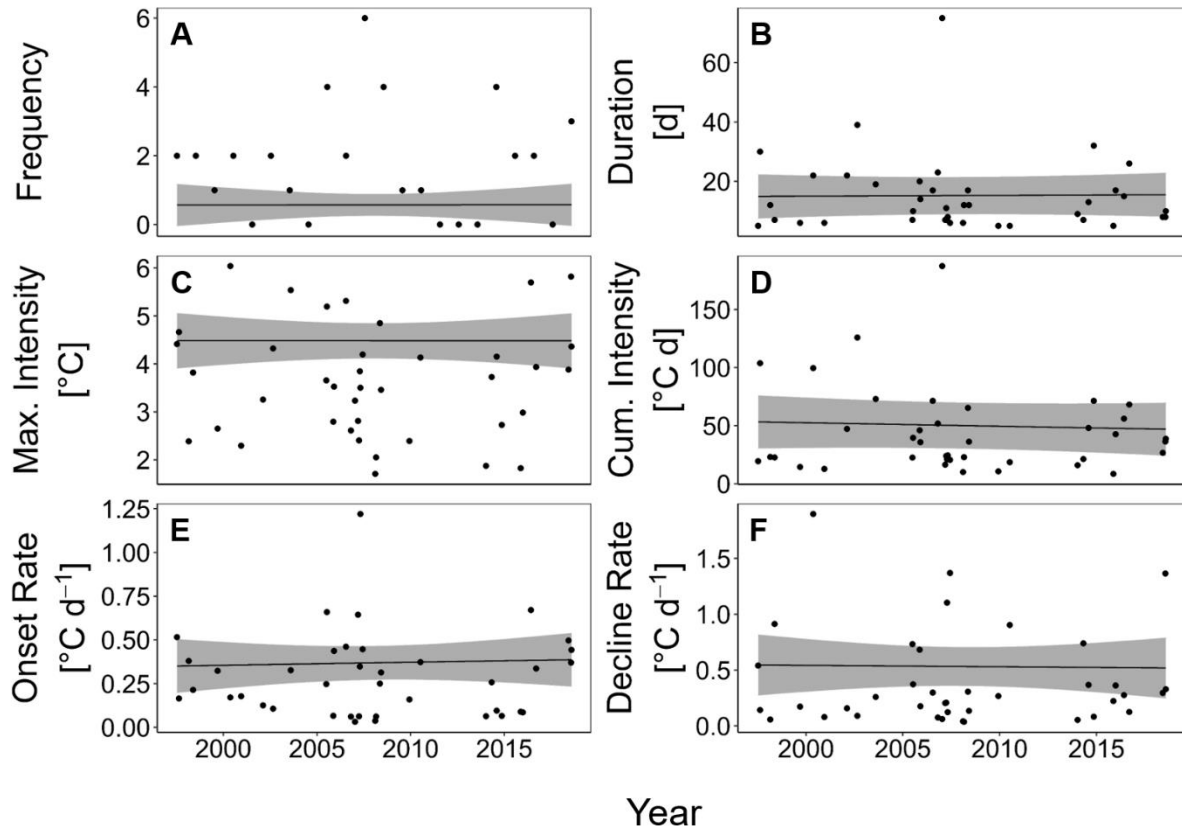 A
Frequency
6
4
2
0
B
Duration
[d]
60
40
20
C
Max. Intensity
[°C]
6
5
4
3
2
D
Cum. Intensity
[°C d]
150
100
50
0
E
Onset Rate
[°C d⁻¹]
1.25
1.00
0.75
0.50
0.25
0.00
2000 2005 2010 2015
F
Decline Rate
[°C d⁻¹]
1.5
1.0
0.5
0.0
2000 2005 2010 2015
Year